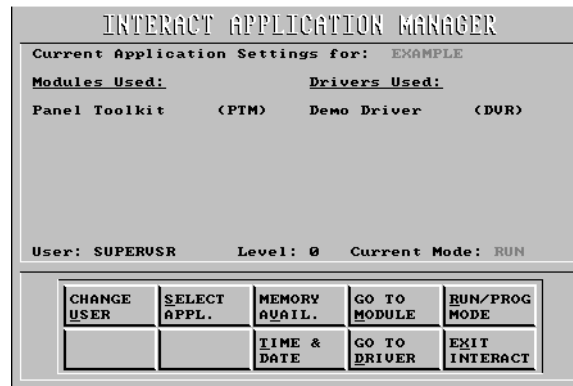 INTERACT APPLICATION MANAGER
Current Application Settings for: EXAMPLE
Modules Used: Drivers Used:
Panel Toolkit (PTM) Demo Driver (DVR)
User: SUPERVSR Level: 0 Current Mode: RUN
CHANGE USER
SELECT APPL.
MEMORY AVAIL.
GO TO MODULE
RUN/PROG MODE
TIME & DATE
GO TO DRIVER
EXIT INTERACT